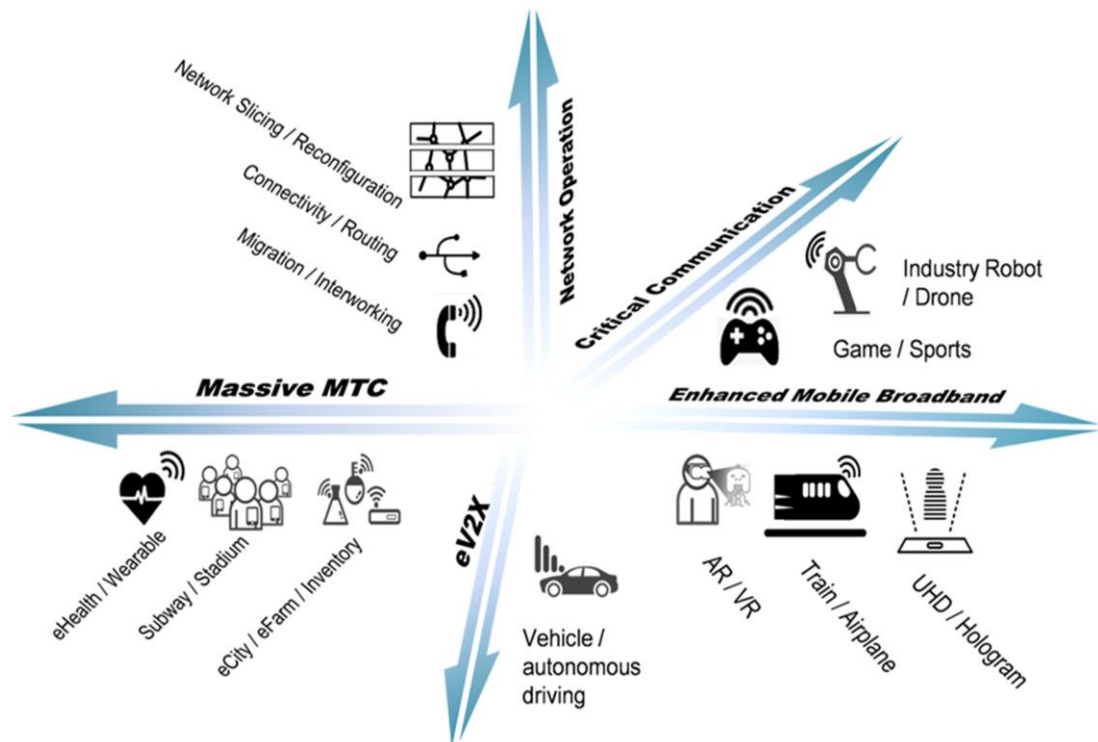 Network Slicing / Reconfiguration
Connectivity / Routing
Migration / Interworking
Network Operation
Critical Communication
Industry Robot
/ Drone
Game / Sports
Massive MTC
Enhanced Mobile Broadband
eHealth / Wearable
Subway / Stadium
eCity / eFarm / Inventory
eV2X
Vehicle /
autonomous
driving
AR / VR
Train / Airplane
UHD / Hologram